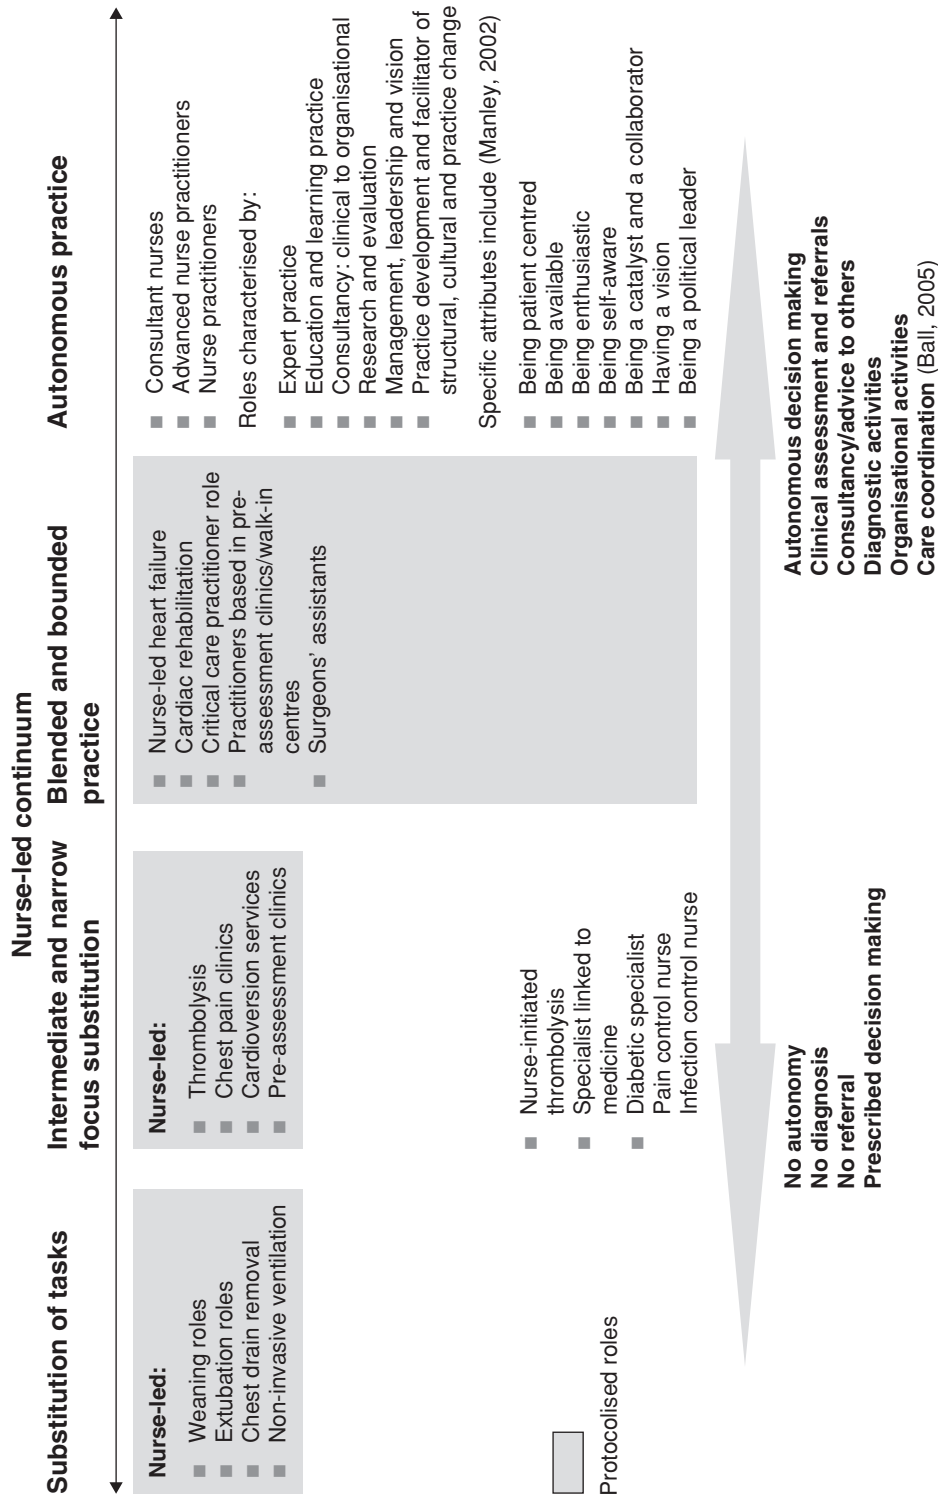 Nurse-led continuum
Substitution of tasks
Intermediate and narrow
focus substitution
Blended and bounded
practice
Autonomous practice
Nurse-led:
■ Weaning roles
■ Extubation roles
■ Chest drain removal
■ Non-invasive ventilation
Nurse-led:
■ Thrombolysis
■ Chest pain clinics
■ Cardioversion services
■ Pre-assessment clinics
■ Nurse-initiated
thrombolysis
■ Specialist linked to
medicine
■ Diabetic specialist
Pain control nurse
Infection control nurse
■ Nurse-led heart failure
■ Cardiac rehabilitation
■ Critical care practitioner role
■ Practitioners based in pre-
assessment clinics/walk-in
centres
■ Surgeons’ assistants
■ Consultant nurses
■ Advanced nurse practitioners
■ Nurse practitioners
Roles characterised by:
■ Expert practice
■ Education and learning practice
■ Consultancy: clinical to organisational
■ Research and evaluation
■ Management, leadership and vision
■ Practice development and facilitator of
structural, cultural and practice change
Specific attributes include (Manley, 2002)
■ Being patient centred
■ Being available
■ Being enthusiastic
■ Being self-aware
■ Being a catalyst and a collaborator
■ Having a vision
■ Being a political leader
Protocolised roles
No autonomy
No diagnosis
No referral
Prescribed decision making
Autonomous decision making
Clinical assessment and referrals
Consultancy/advice to others
Diagnostic activities
Organisational activities
Care coordination (Ball, 2005)